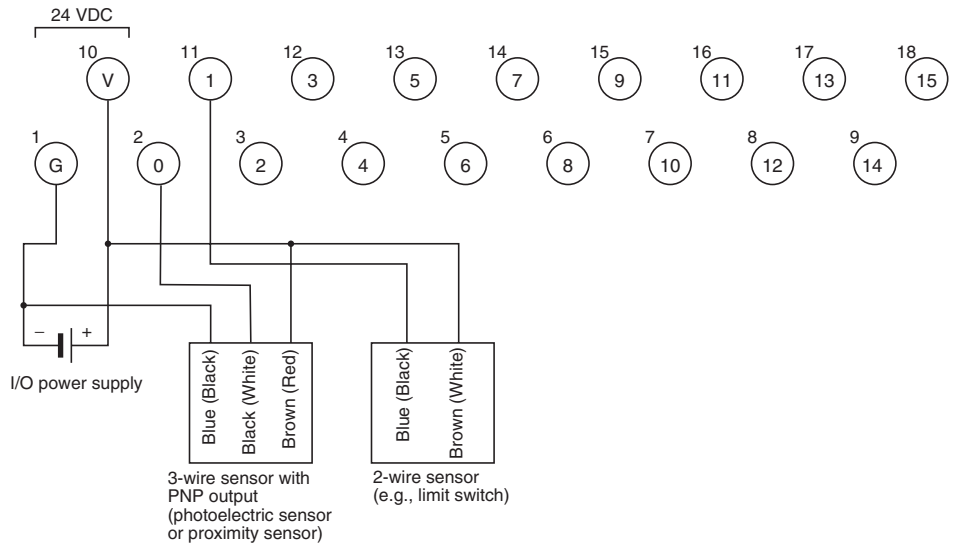 24 VDC
10 11 12 13 14 15 16 17 18
V 1 3 5 7 9 11 13 15
1 2 3 4 5 6 7 8 9
G 0 2 4 6 8 10 12 14
− +
I/O power supply
Blue (Black)
Black (White)
Brown (Red)
Blue (Black)
Brown (White)
3-wire sensor with
PNP output
(photoelectric sensor
or proximity sensor)
2-wire sensor
(e.g., limit switch)